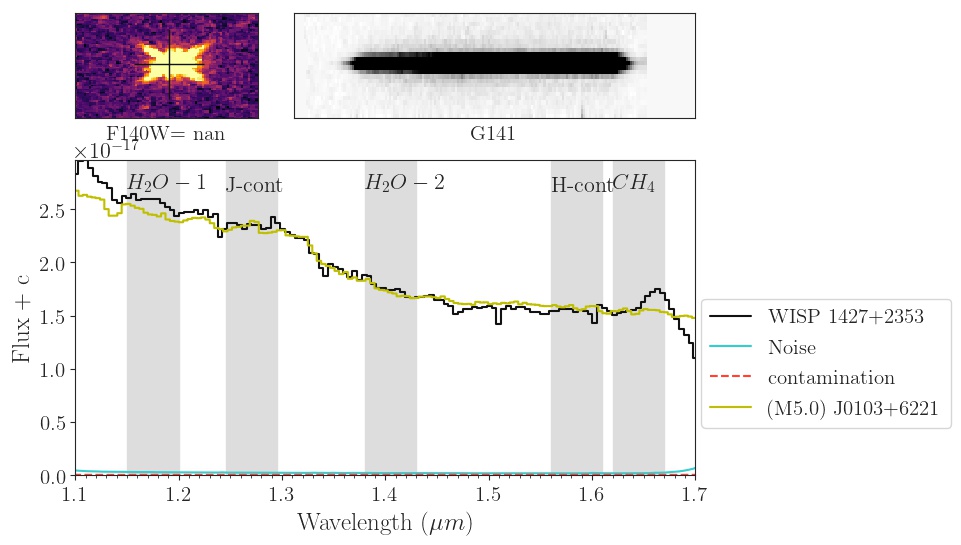 F140W= nan
G141
×10⁻¹⁷
H₂O − 1
J-cont
H₂O − 2
H-cont
CH₄
2.5
2.0
1.5
1.0
0.5
0.0
Flux + c
1.1
1.2
1.3
1.4
1.5
1.6
1.7
Wavelength (μm)
WISP 1427+2353
Noise
contamination
(M5.0) J0103+6221